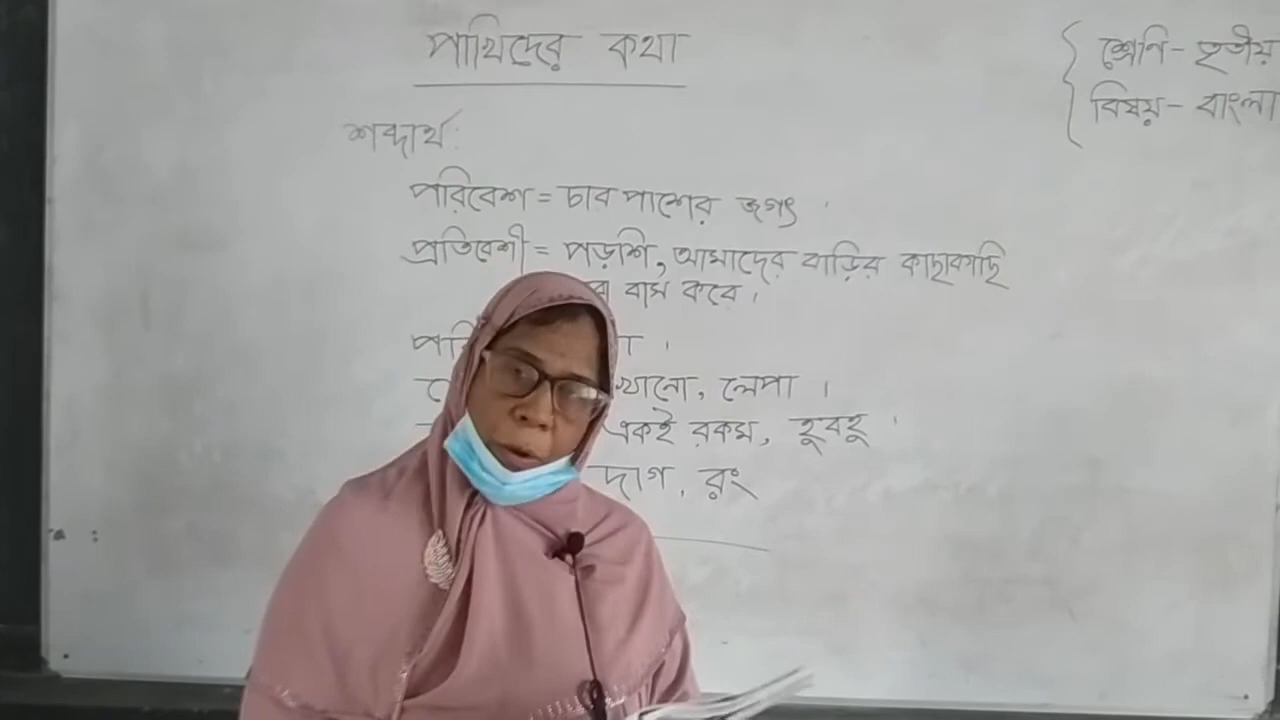 পাখিদের কথা
শ্রেণি - তৃতীয়
বিষয় - বাংলা
শব্দার্থ:
পরিবেশ = চার পাশের জগৎ
প্রতিবেশী = পড়শি, আমাদের বাড়ির কাছাকাছি
বাস করে।
লেপা।
একই রকম, হুবহু
দাগ, রং